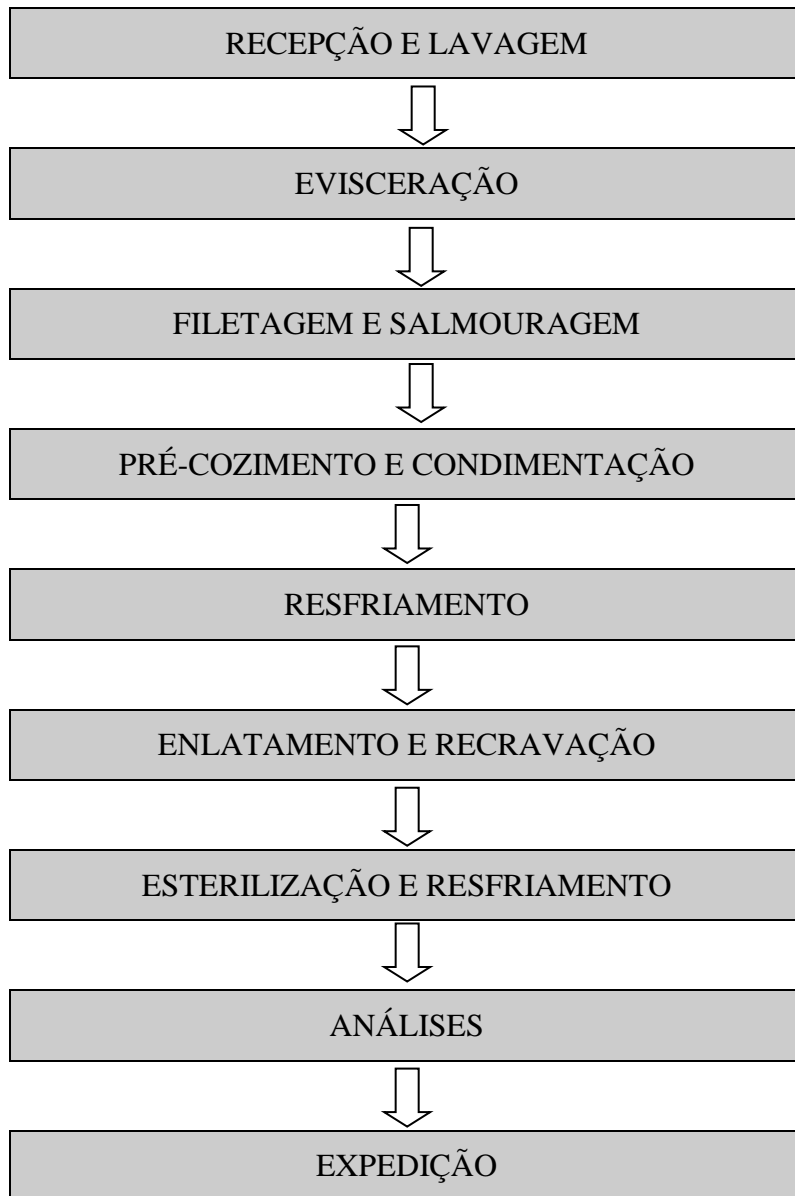 RECEPÇÃO E LAVAGEM
EVISCERAÇÃO
FILETAGEM E SALMOURAGEM
PRÉ-COZIMENTO E CONDIMENTAÇÃO
RESFRIAMENTO
ENLATAMENTO E RECRAVAÇÃO
ESTERILIZAÇÃO E RESFRIAMENTO
ANÁLISES
EXPEDIÇÃO